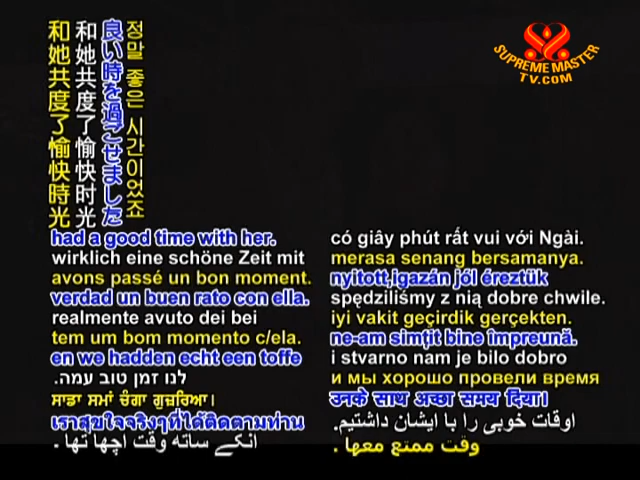 SUPREME MASTER
TV.COM
和她共度了愉快時光
和她共度了愉快时光
良い時を過ごせました
정말 좋은 시간이었죠
had a good time with her.
wirklich eine schöne Zeit mit
avons passé un bon moment.
verdad un buen rato con ella.
realmente avuto dei bei
tem um bom momento c/ela.
en we hadden echt een toffe
לנו זמן טוב עמה.
ਸਾਡਾ ਸਮਾਂ ਚੰਗਾ ਗੁਜ਼ਰਿਆ।
เราสุขใจจริงๆที่ได้ติดตามท่าน
انکے ساتہ وقت اچھا تھا .
có giây phút rất vui với Ngài.
merasa senang bersamanya.
nyitott,igazán jól éreztük
spędziliśmy z nią dobre chwile.
iyi vakit geçirdik gerçekten.
ne-am simţit bine împreună.
i stvarno nam je bilo dobro
и мы хорошо провели время
उनके साथ अच्छा समय दिया।
اوقات خوبی را با ایشان داشتیم.
وقت ممتع معها .